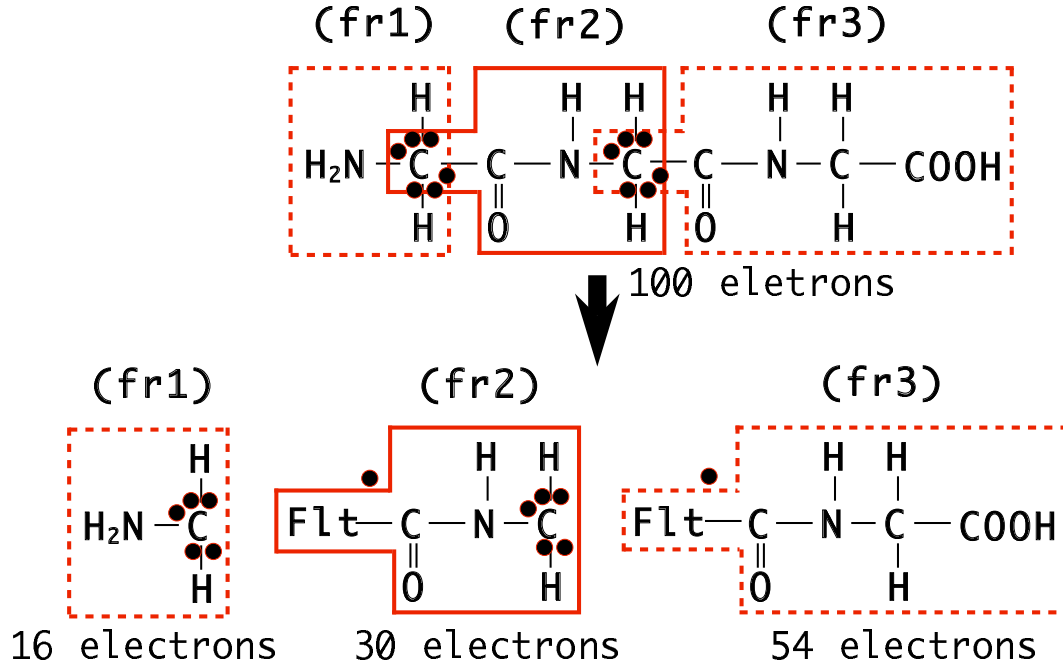 (fr1) (fr2) (fr3)
H H H H H
H₂N C C N C C N C COOH
H O H O H
100 eletrons
(fr1) (fr2) (fr3)
H H H H H
H₂N C Flt C N C Flt C N C COOH
H O H O H
16 electrons 30 electrons 54 electrons